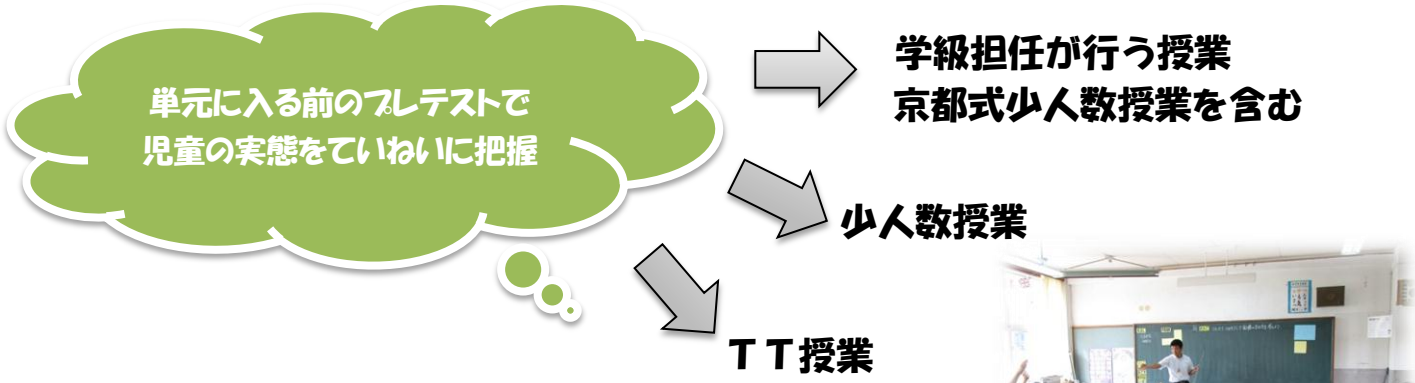 単元に入る前のプレテストで
児童の実態をていねいに把握
学級担任が行う授業
京都式少人数授業を含む
少人数授業
ＴＴ授業